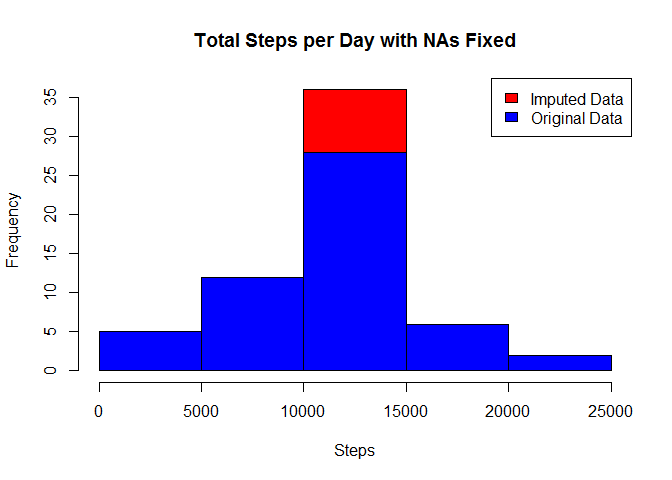 Total Steps per Day with NAs Fixed
Imputed Data
Original Data
Frequency
35
30
25
20
15
10
5
0
0 5000 10000 15000 20000 25000
Steps